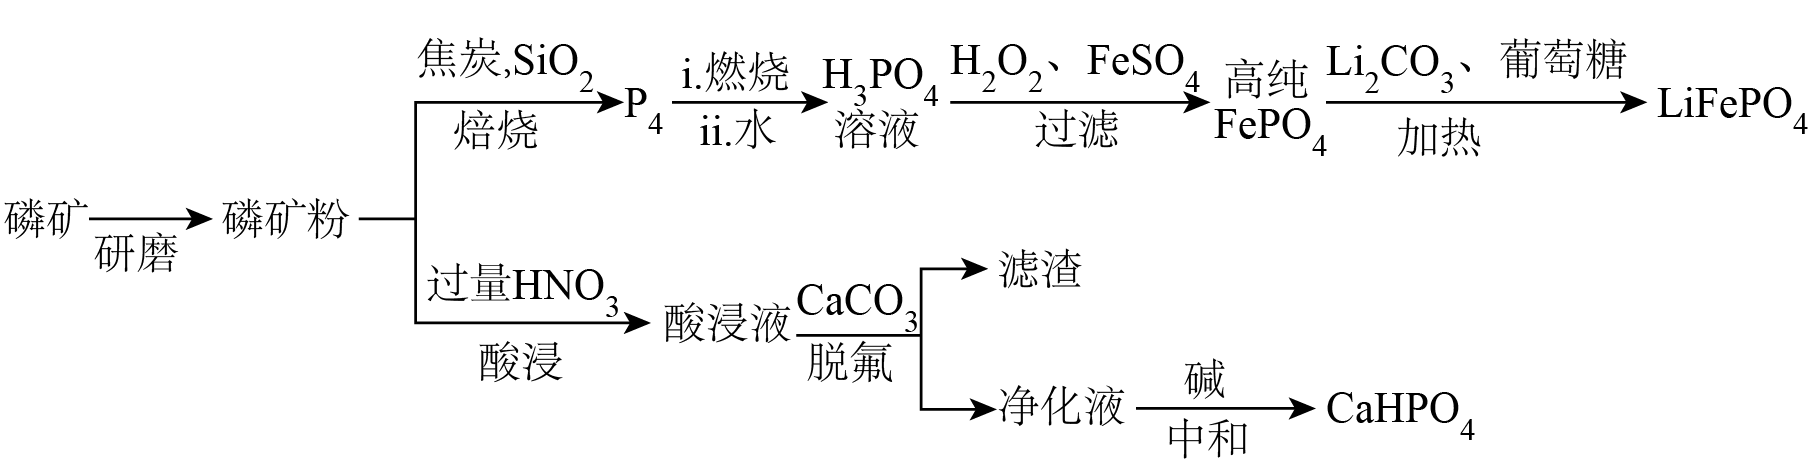 焦炭,SiO₂
焙烧
P₄
i.燃烧
ii.水
H₃PO₄
溶液
H₂O₂、FeSO₄
过滤
高纯
FePO₄
Li₂CO₃、葡萄糖
加热
LiFePO₄
磷矿
研磨
磷矿粉
过量HNO₃
酸浸
酸浸液
CaCO₃
脱氟
滤渣
净化液
碱
中和
CaHPO₄